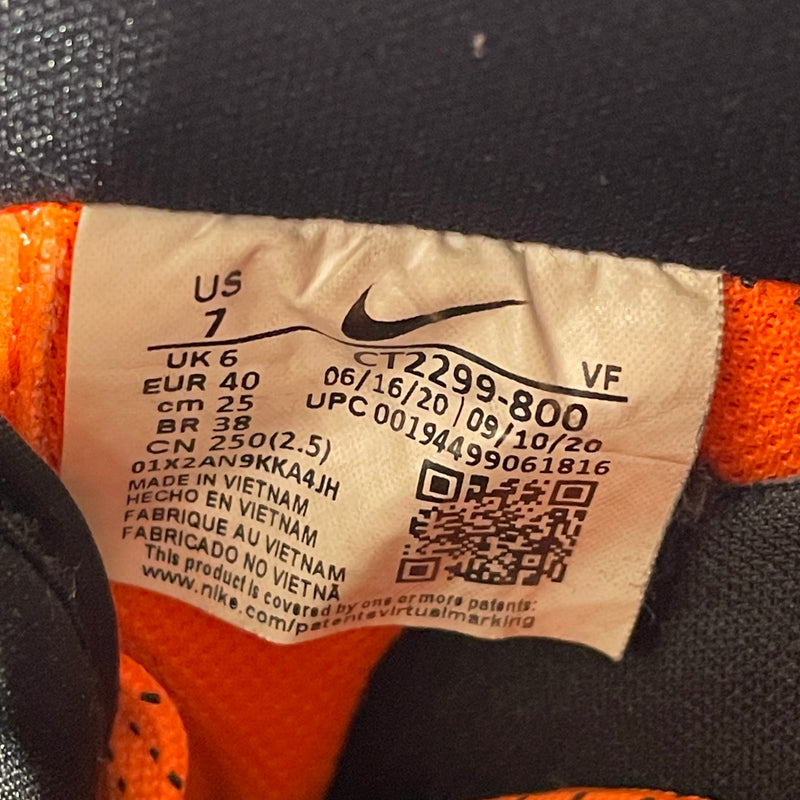 US
7
UK 6
EUR 40
cm 25
BR 38
CN 250(2.5)
CT2299-800
VF
06/16/20 | 09/10/20
UPC 00194499061816
01X2AN9KKA4JH
MADE IN VIETNAM
HECHO EN VIETNAM
FABRIQUE AU VIETNAM
FABRICADO NO VIETNÃ
This product is covered by one or more patents:
www.nike.com/patentsvirtualmarking